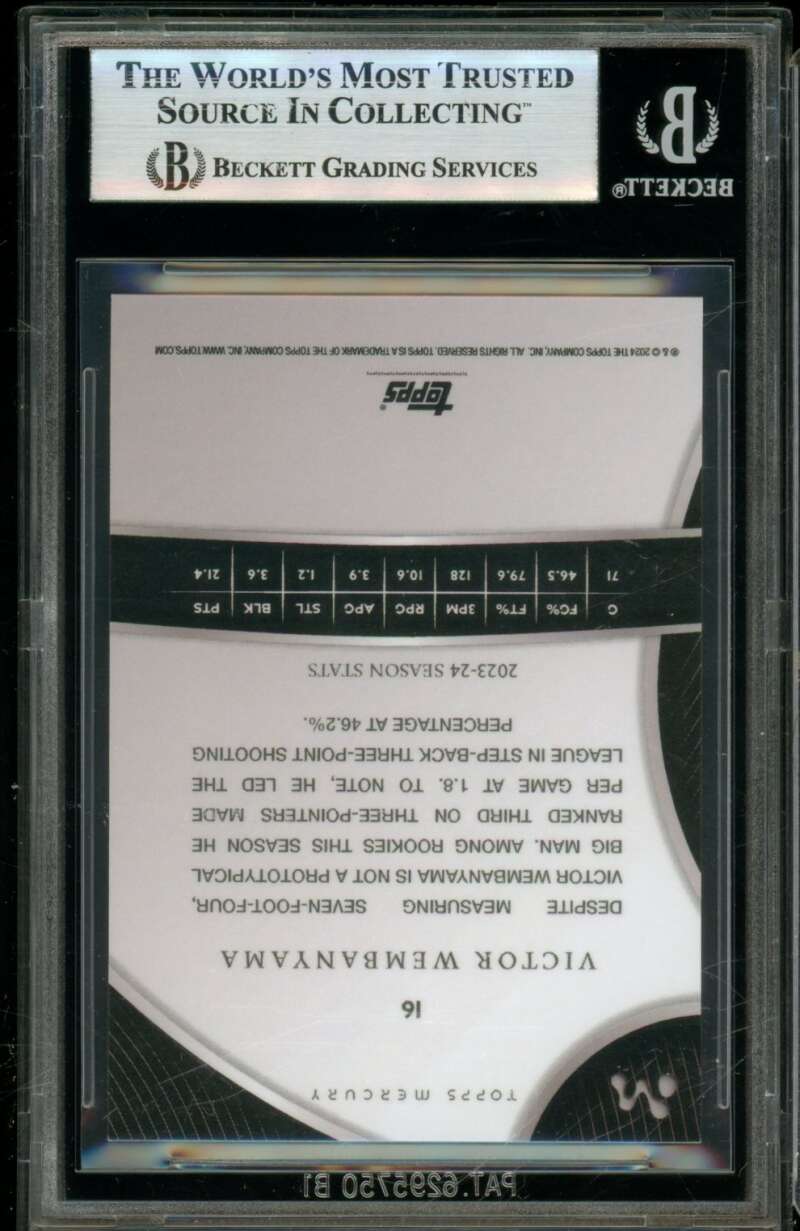 THE WORLD'S MOST TRUSTED
SOURCE IN COLLECTING™
B BECKETT GRADING SERVICES
B
BECKETT®
TOPPS MERCURY
16
VICTOR WEMBANYAMA
DESPITE MEASURING SEVEN-FOOT-FOUR,
VICTOR WEMBANYAMA IS NOT A PROTOTYPICAL
BIG MAN. AMONG ROOKIES THIS SEASON HE
RANKED THIRD ON THREE-POINTERS MADE
PER GAME AT 1.8. TO NOTE, HE LED THE
LEAGUE IN STEP-BACK THREE-POINT SHOOTING
PERCENTAGE AT 46.2%.
2023-24 SEASON STATS
G FG% FT% 3PM RPG APG STL BLK PTS
71 46.5 79.6 128 10.6 3.9 1.2 3.6 21.4
topps®
® & © 2024 THE TOPPS COMPANY, INC. ALL RIGHTS RESERVED. TOPPS IS A TRADEMARK OF THE TOPPS COMPANY, INC. WWW.TOPPS.COM
PAT. 6295750 B1